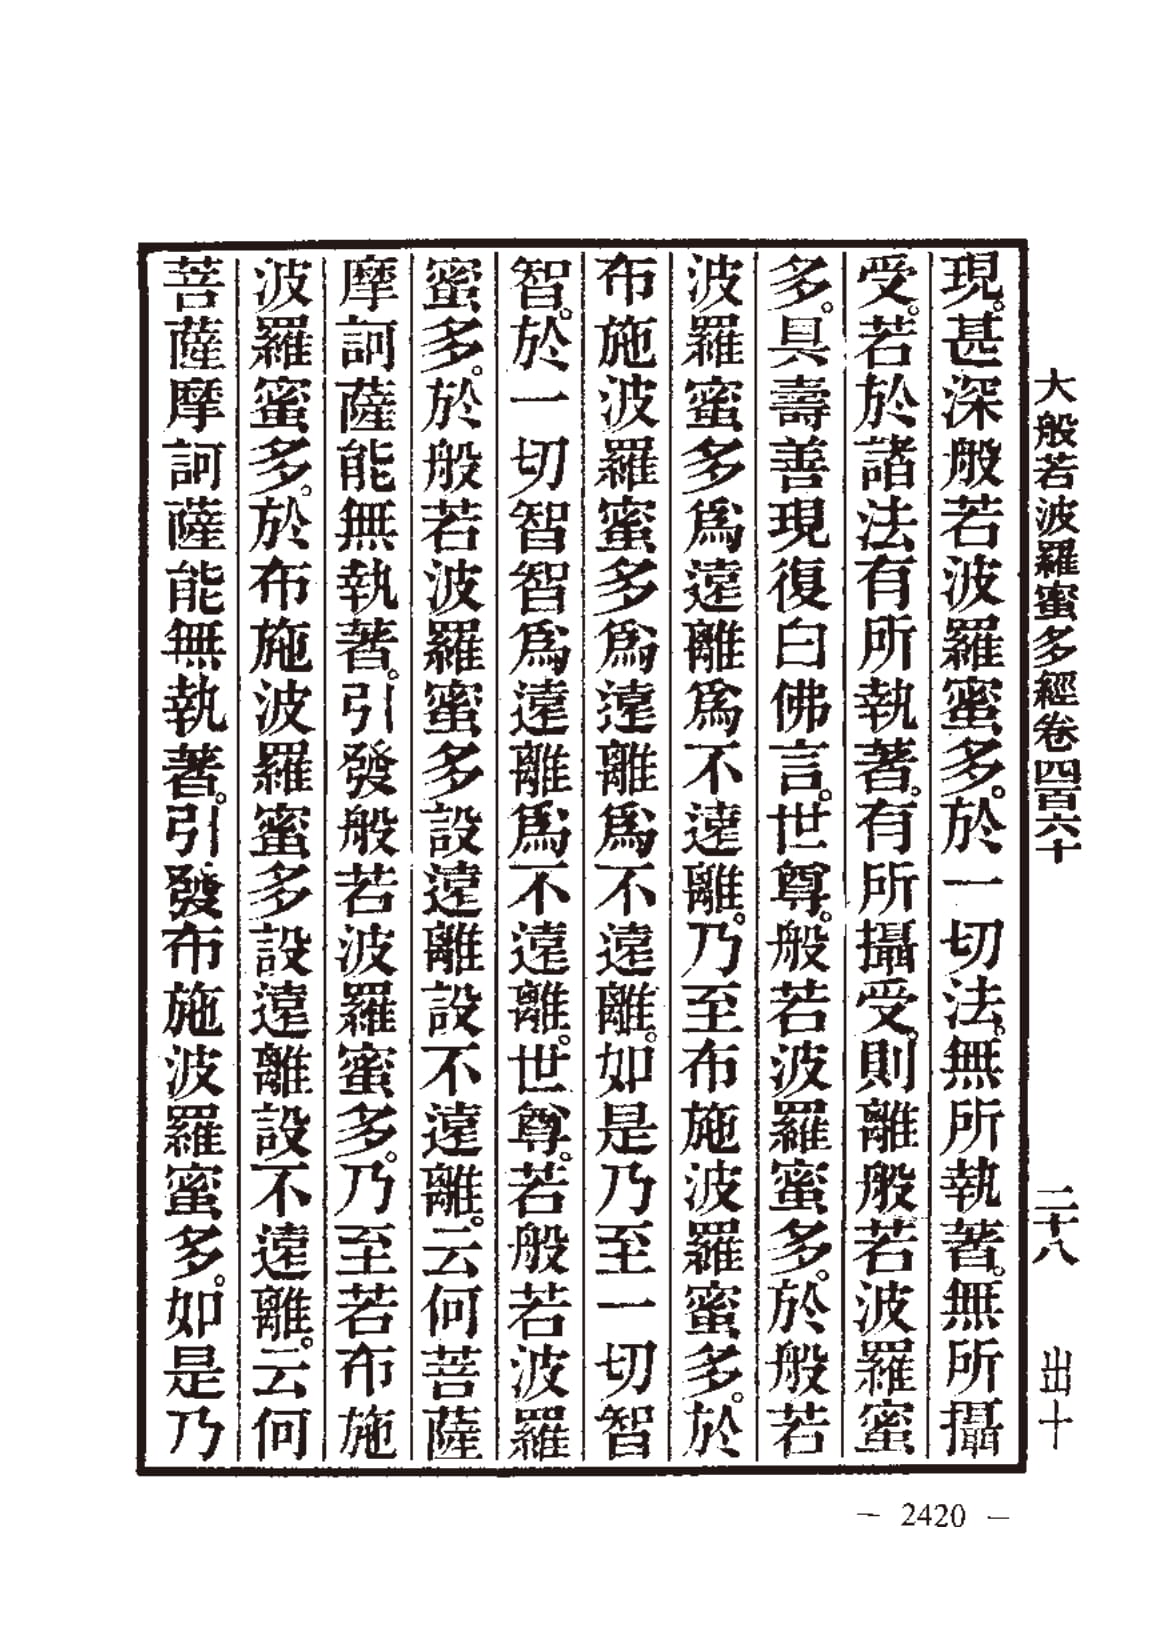 大般若波羅蜜多經卷四百六十　二十八　出十
現。甚深般若波羅蜜多。於一切法。無所執著。無所攝
受。若於諸法有所執著。有所攝受。則離般若波羅蜜
多。具壽善現復白佛言。世尊。般若波羅蜜多。於般若
波羅蜜多爲遠離爲不遠離。乃至布施波羅蜜多。於
布施波羅蜜多爲遠離爲不遠離。如是乃至一切智
智。於一切智智爲遠離爲不遠離。世尊。若般若波羅
蜜多。於般若波羅蜜多設遠離設不遠離。云何菩薩
摩訶薩能無執著。引發般若波羅蜜多。乃至若布施
波羅蜜多。於布施波羅蜜多設遠離設不遠離。云何
菩薩摩訶薩能無執著。引發布施波羅蜜多。如是乃
— 2420 —